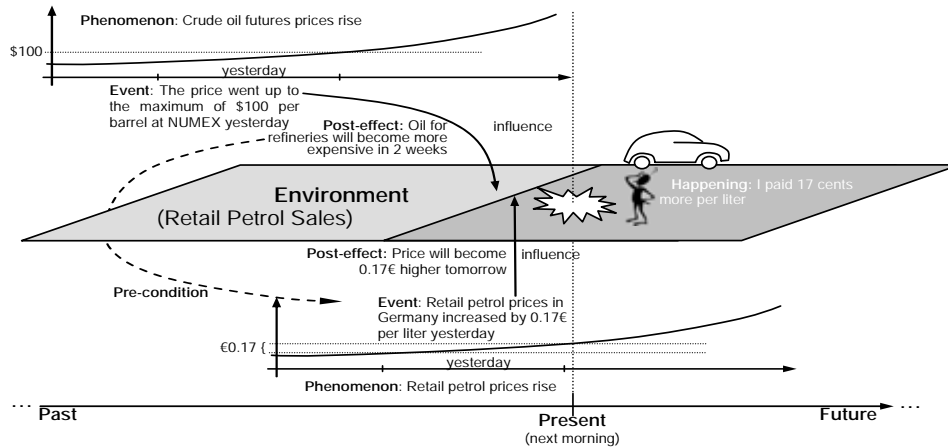 Phenomenon: Crude oil futures prices rise
$100
yesterday
Event: The price went up to
the maximum of $100 per
barrel at NUMEX yesterday
Post-effect: Oil for
refineries will become more
expensive in 2 weeks
influence
Environment
(Retail Petrol Sales)
Happening: I paid 17 cents
more per liter
Post-effect: Price will become
0.17€ higher tomorrow
influence
Pre-condition
Event: Retail petrol prices in
Germany increased by 0.17€
per liter yesterday
€0.17 {
yesterday
Phenomenon: Retail petrol prices rise
... ...
Past Present Future
(next morning)